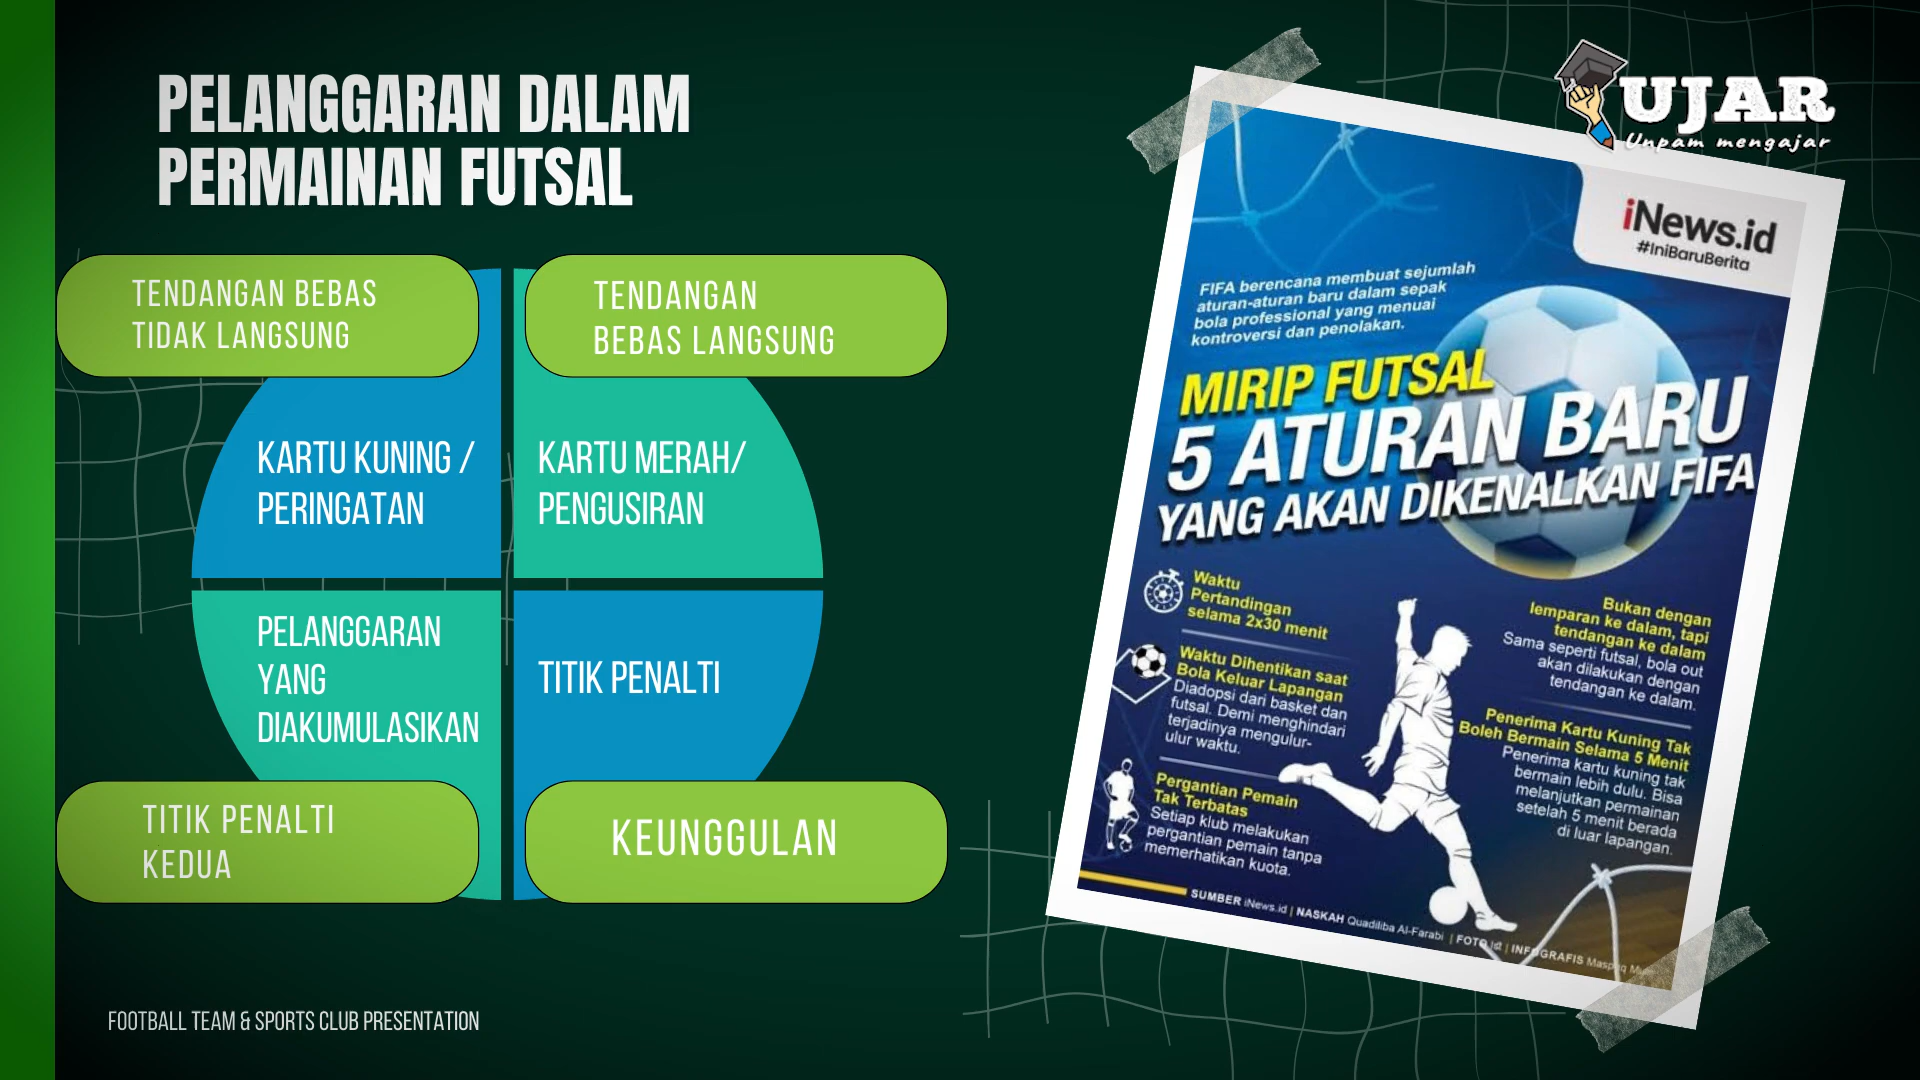 PELANGGARAN DALAM
PERMAINAN FUTSAL
TENDANGAN BEBAS
TIDAK LANGSUNG
TENDANGAN
BEBAS LANGSUNG
KARTU KUNING /
PERINGATAN
KARTU MERAH/
PENGUSIRAN
PELANGGARAN
YANG
DIAKUMULASIKAN
TITIK PENALTI
TITIK PENALTI
KEDUA
KEUNGGULAN
FOOTBALL TEAM & SPORTS CLUB PRESENTATION
UJAR
Unpam mengajar
iNews.id
#IniBaruBerita
FIFA berencana membuat sejumlah
aturan-aturan baru dalam sepak
bola professional yang menuai
kontroversi dan penolakan.
MIRIP FUTSAL
5 ATURAN BARU
YANG AKAN DIKENALKAN FIFA
Waktu
Pertandingan
selama 2x30 menit
Waktu Dihentikan saat
Bola Keluar Lapangan
Diadopsi dari basket dan
futsal. Demi menghindari
terjadinya mengulur-
ulur waktu.
Pergantian Pemain
Tak Terbatas
Setiap klub melakukan
pergantian pemain tanpa
memerhatikan kuota.
Bukan dengan
lemparan ke dalam, tapi
tendangan ke dalam
Sama seperti futsal, bola out
akan dilakukan dengan
tendangan ke dalam.
Penerima Kartu Kuning Tak
Boleh Bermain Selama 5 Menit
Penerima kartu kuning tak
bermain lebih dulu. Bisa
melanjutkan permainan
setelah 5 menit berada
di luar lapangan.
SUMBER iNews.id | NASKAH Quadiliba Al-Farabi | FOTO Ist | INFOGRAFIS